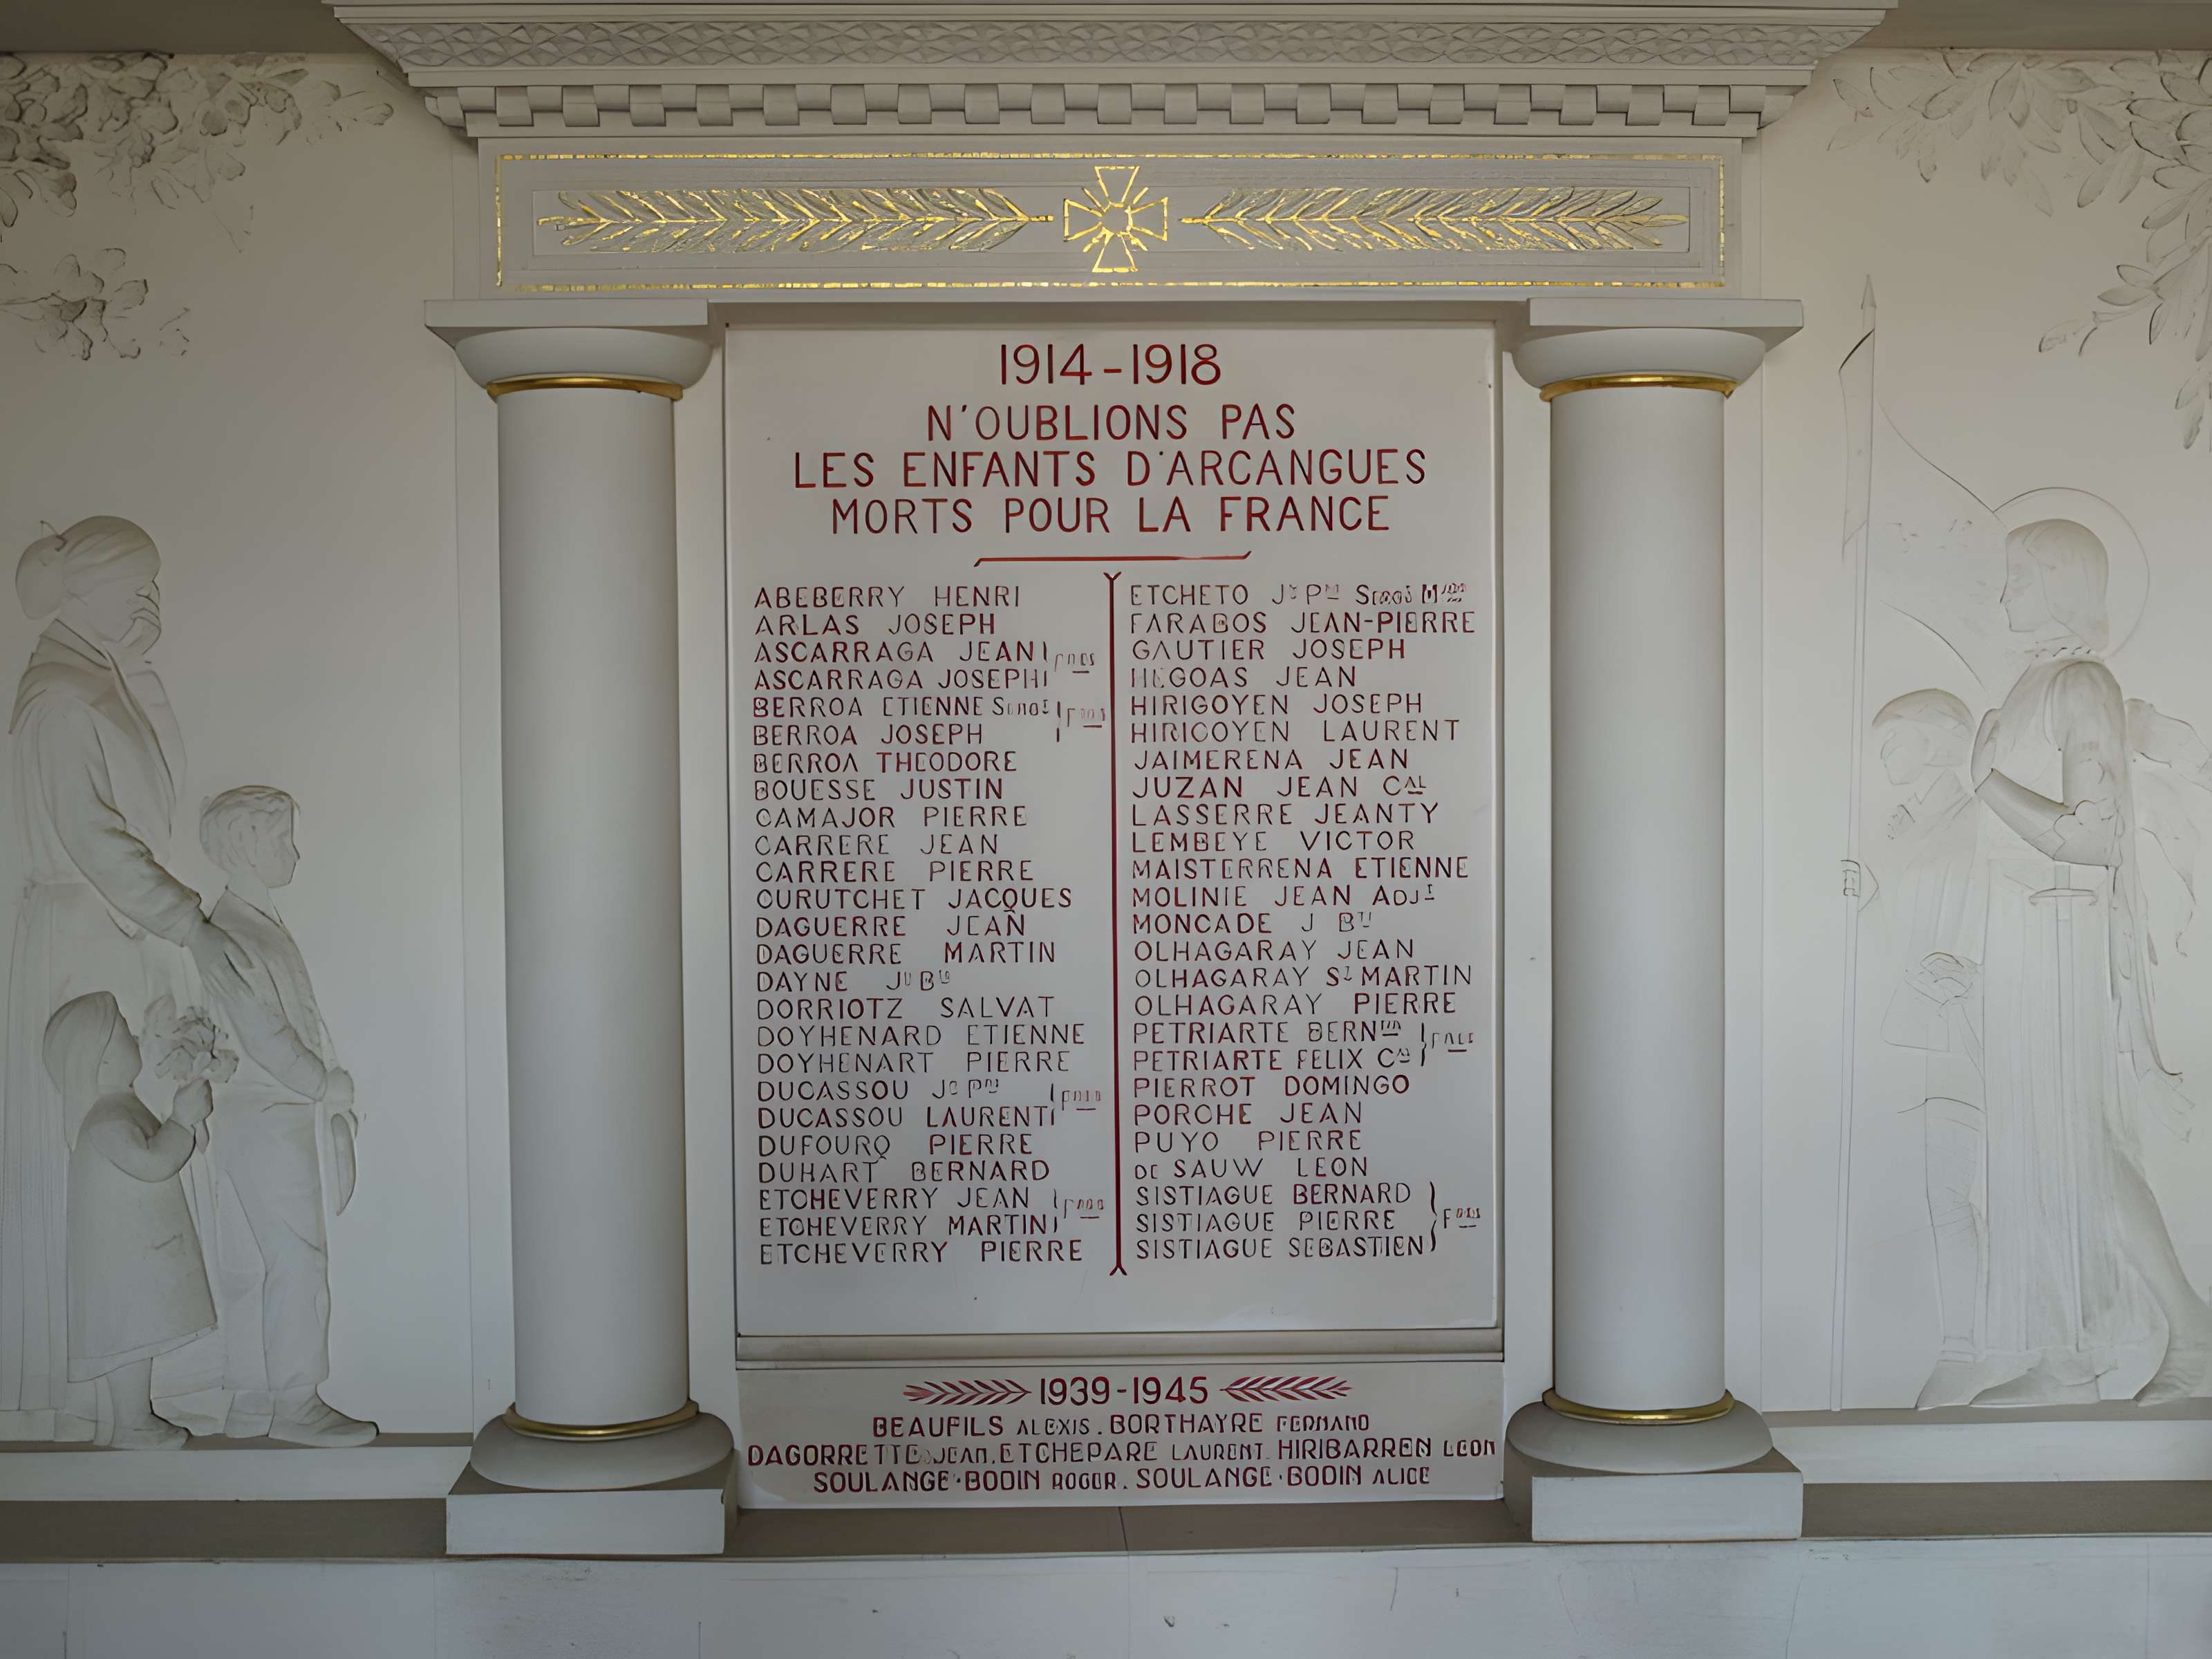 1914-1918
N'OUBLIONS PAS
LES ENFANTS D'ARCANGUES
MORTS POUR LA FRANCE
ABEBERRY HENRI
ARLAS JOSEPH
ASCARRAGA JEAN
ASCARRAGA JOSEPH
BERROA ETIENNE
BERROA JOSEPH
BERROA THEODORE
BOUESSE JUSTIN
CAMAJOR PIERRE
CARRERE JEAN
CARRERE PIERRE
CURUTCHET JACQUES
DAGUERRE JEAN
DAGUERRE MARTIN
DAYNE
DORRIOTZ SALVAT
DOYHENARD ETIENNE
DOYHENART PIERRE
DUCASSOU
DUCASSOU LAURENT
DUFOURQ PIERRE
DUHART BERNARD
ETCHEVERRY JEAN
ETCHEVERRY MARTIN
ETCHEVERRY PIERRE
ETCHETO
FARABOS JEAN-PIERRE
GAUTIER JOSEPH
HEGOAS JEAN
HIRIGOYEN JOSEPH
HIRIGOYEN LAURENT
JAIMERENA JEAN
JUZAN JEAN CAL
LASSERRE JEANTY
LEMBEYE VICTOR
MAISTERRENA ETIENNE
MOLINIE JEAN ADJT
MONCADE J BTE
OLHAGARAY JEAN
OLHAGARAY ST MARTIN
OLHAGARAY PIERRE
PETRIARTE
PETRIARTE FELIX
PIERROT DOMINGO
PORCHE JEAN
PUYO PIERRE
DE SAUW LEON
SISTIAGUE BERNARD
SISTIAGUE PIERRE
SISTIAGUE SEBASTIEN
1939-1945
BEAUFILS ALEXIS. BORTHAYRE FERNAND
DAGORRETTE JEAN. ETCHEPARE LAURENT. HIRIBARREN LEON
SOULANGE-BODIN ROGER. SOULANGE-BODIN ALICE